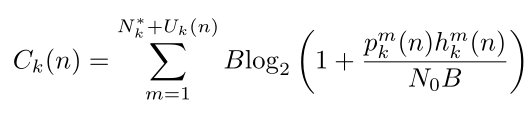 $$C_k(n) = \sum_{m=1}^{N_k^* + U_k(n)} B \log_2 \left( 1 + \frac{p_k^m(n) h_k^m(n)}{N_0 B} \right)$$